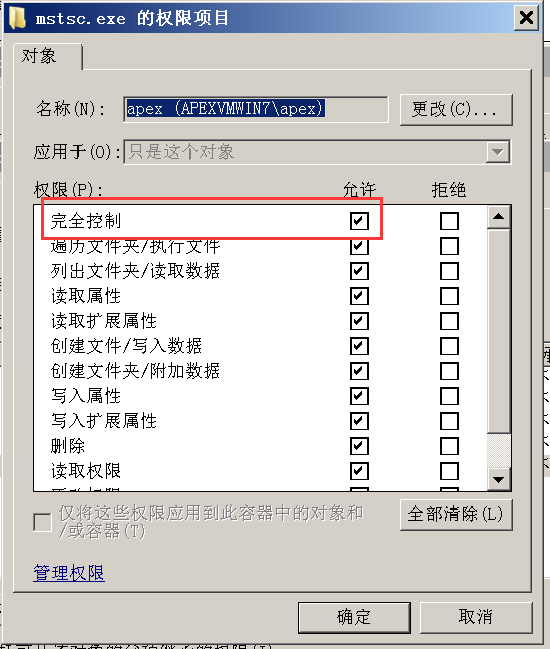 mstsc.exe 的权限项目
对象
名称(N):
apex (APEXVMWIN7\apex)
更改(C)...
应用于(O):
只是这个对象
权限(P):
允许
拒绝
完全控制
遍历文件夹/执行文件
列出文件夹/读取数据
读取属性
读取扩展属性
创建文件/写入数据
创建文件夹/附加数据
写入属性
写入扩展属性
删除
读取权限
仅将这些权限应用到此容器中的对象和
/或容器(T)
全部清除(L)
管理权限
确定
取消